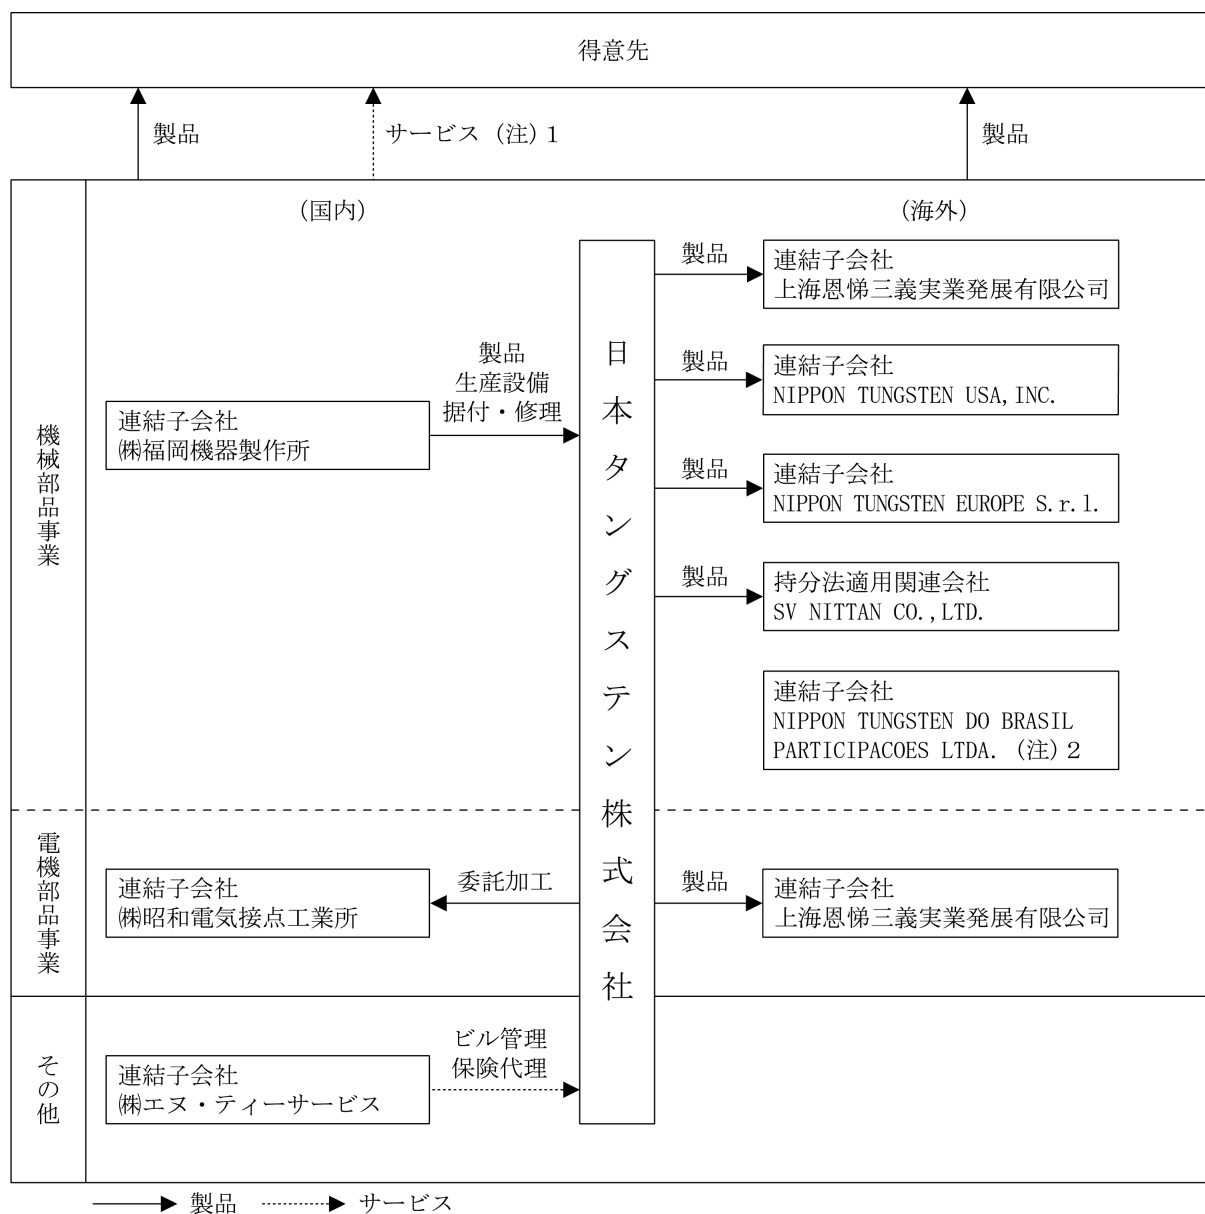 得意先
製品
サービス (注)1
製品
(国内)
(海外)
機械部品事業
連結子会社
㈱福岡機器製作所
製品
生産設備
据付・修理
日本タングステン株式会社
製品
連結子会社
上海恩悌三義実業発展有限公司
製品
連結子会社
NIPPON TUNGSTEN USA,INC.
製品
連結子会社
NIPPON TUNGSTEN EUROPE S.r.l.
製品
持分法適用関連会社
SV NITTAN CO.,LTD.
連結子会社
NIPPON TUNGSTEN DO BRASIL
PARTICIPACOES LTDA. (注)2
電機部品事業
連結子会社
㈱昭和電気接点工業所
委託加工
製品
連結子会社
上海恩悌三義実業発展有限公司
その他
連結子会社
㈱エヌ・ティーサービス
ビル管理
保険代理
製品
サービス